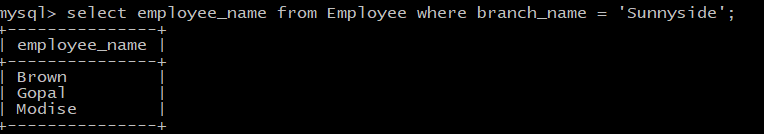 mysql> select employee_name from Employee where branch_name = 'Sunnyside';
+---------------+
| employee_name |
+---------------+
| Brown         |
| Gopal         |
| Modise        |
+---------------+